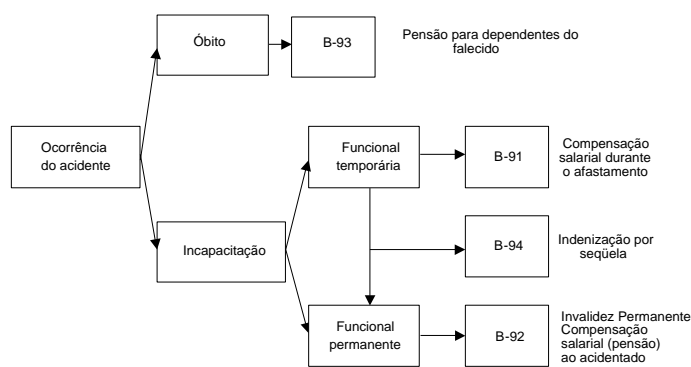 Óbito
B-93
Pensão para dependentes do
falecido
Ocorrência
do acidente
Funcional
temporária
B-91
Compensação
salarial durante
o afastamento
Incapacitação
B-94
Indenização por
seqüela
Funcional
permanente
B-92
Invalidez Permanente
Compensação
salarial (pensão)
ao acidentado